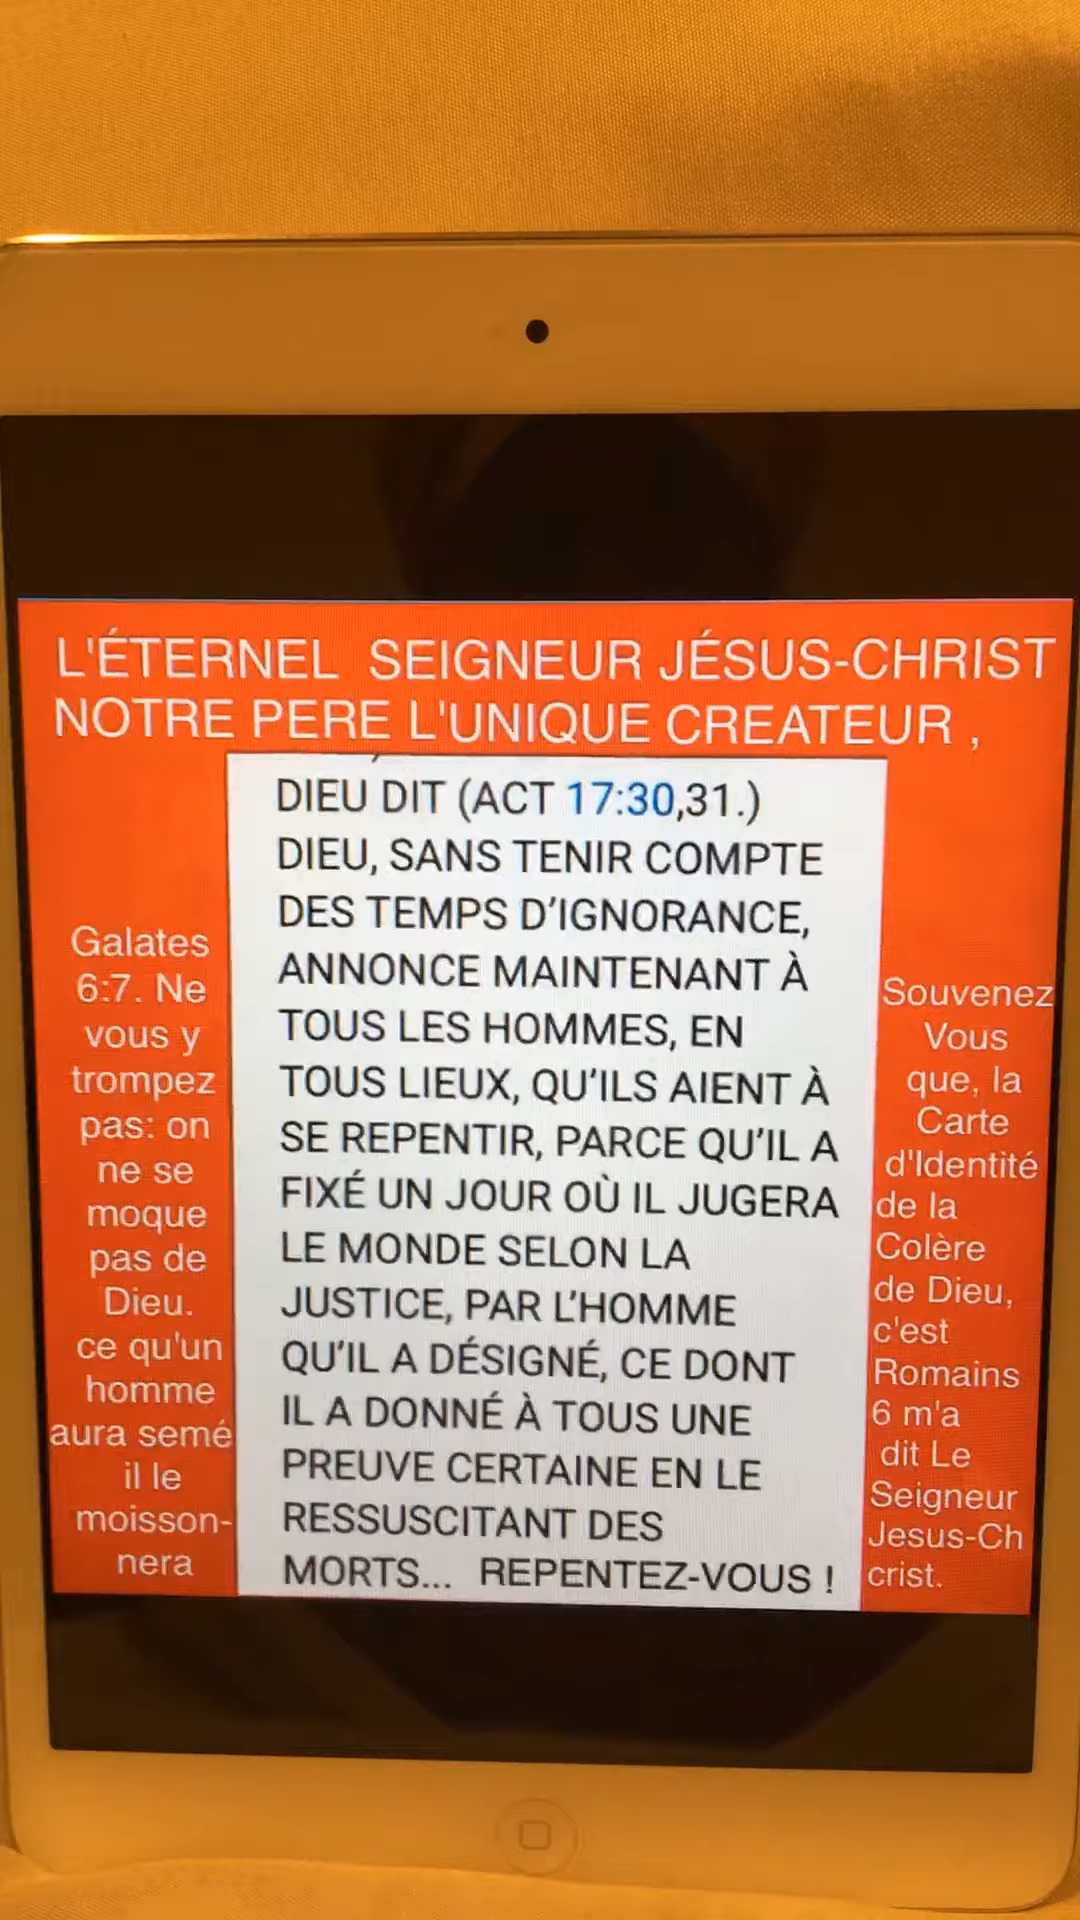 L'ÉTERNEL SEIGNEUR JÉSUS-CHRIST
NOTRE PERE L'UNIQUE CREATEUR ,
DIEU DIT (ACT 17:30,31.)
DIEU, SANS TENIR COMPTE
DES TEMPS D'IGNORANCE,
ANNONCE MAINTENANT À
TOUS LES HOMMES, EN
TOUS LIEUX, QU'ILS AIENT À
SE REPENTIR, PARCE QU'IL A
FIXÉ UN JOUR OÙ IL JUGERA
LE MONDE SELON LA
JUSTICE, PAR L'HOMME
QU'IL A DÉSIGNÉ, CE DONT
IL A DONNÉ À TOUS UNE
PREUVE CERTAINE EN LE
RESSUSCITANT DES
MORTS... REPENTEZ-VOUS !
Galates
6:7. Ne
vous y
trompez
pas: on
ne se
moque
pas de
Dieu.
ce qu'un
homme
aura semé
il le
moisson-
nera
Souvenez
Vous
que, la
Carte
d'Identité
de la
Colère
de Dieu,
c'est
Romains
6 m'a
dit Le
Seigneur
Jesus-Ch
crist.